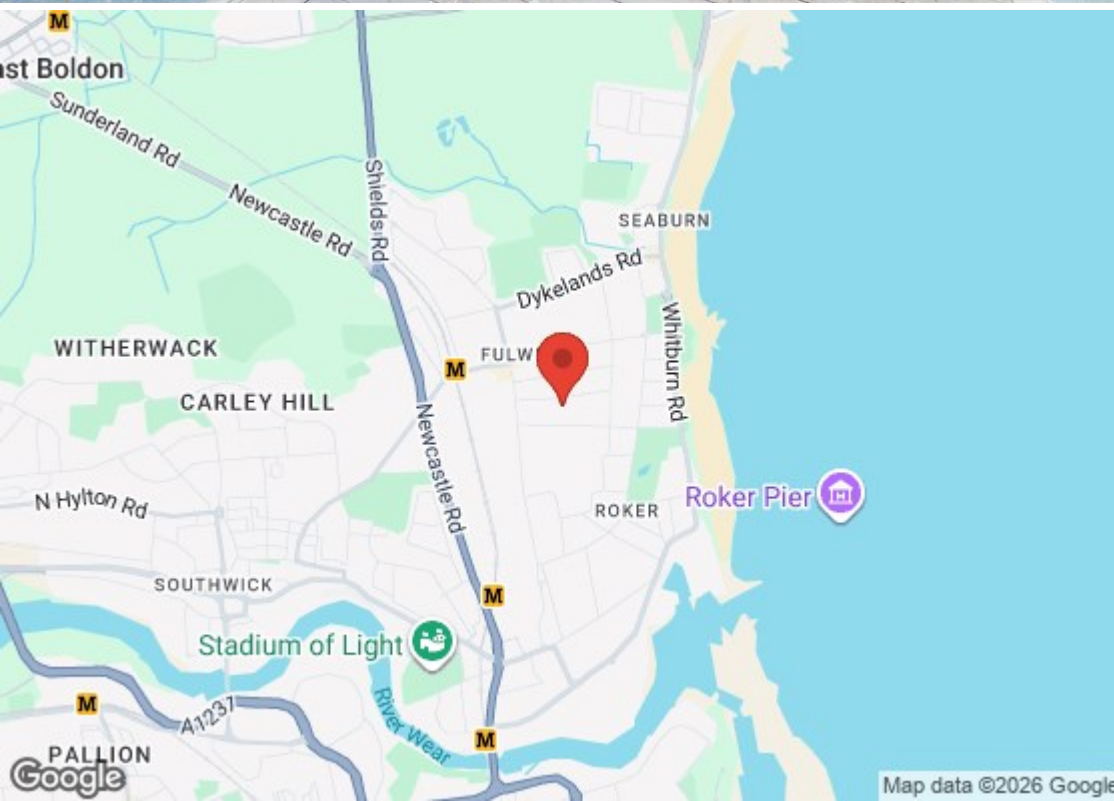 M
ast Boldon
Sunderland Rd
Newcastle Rd
Shields Rd
SEABURN
Dykelands Rd
Whitburn Rd
WITHERWACK
M
FULW
CARLEY HILL
Newcastle Rd
N Hylton Rd
Roker Pier
ROKER
SOUTHWICK
M
Stadium of Light
M
A1231
River Wear
M
PALLION
Google
Map data ©2026 Google